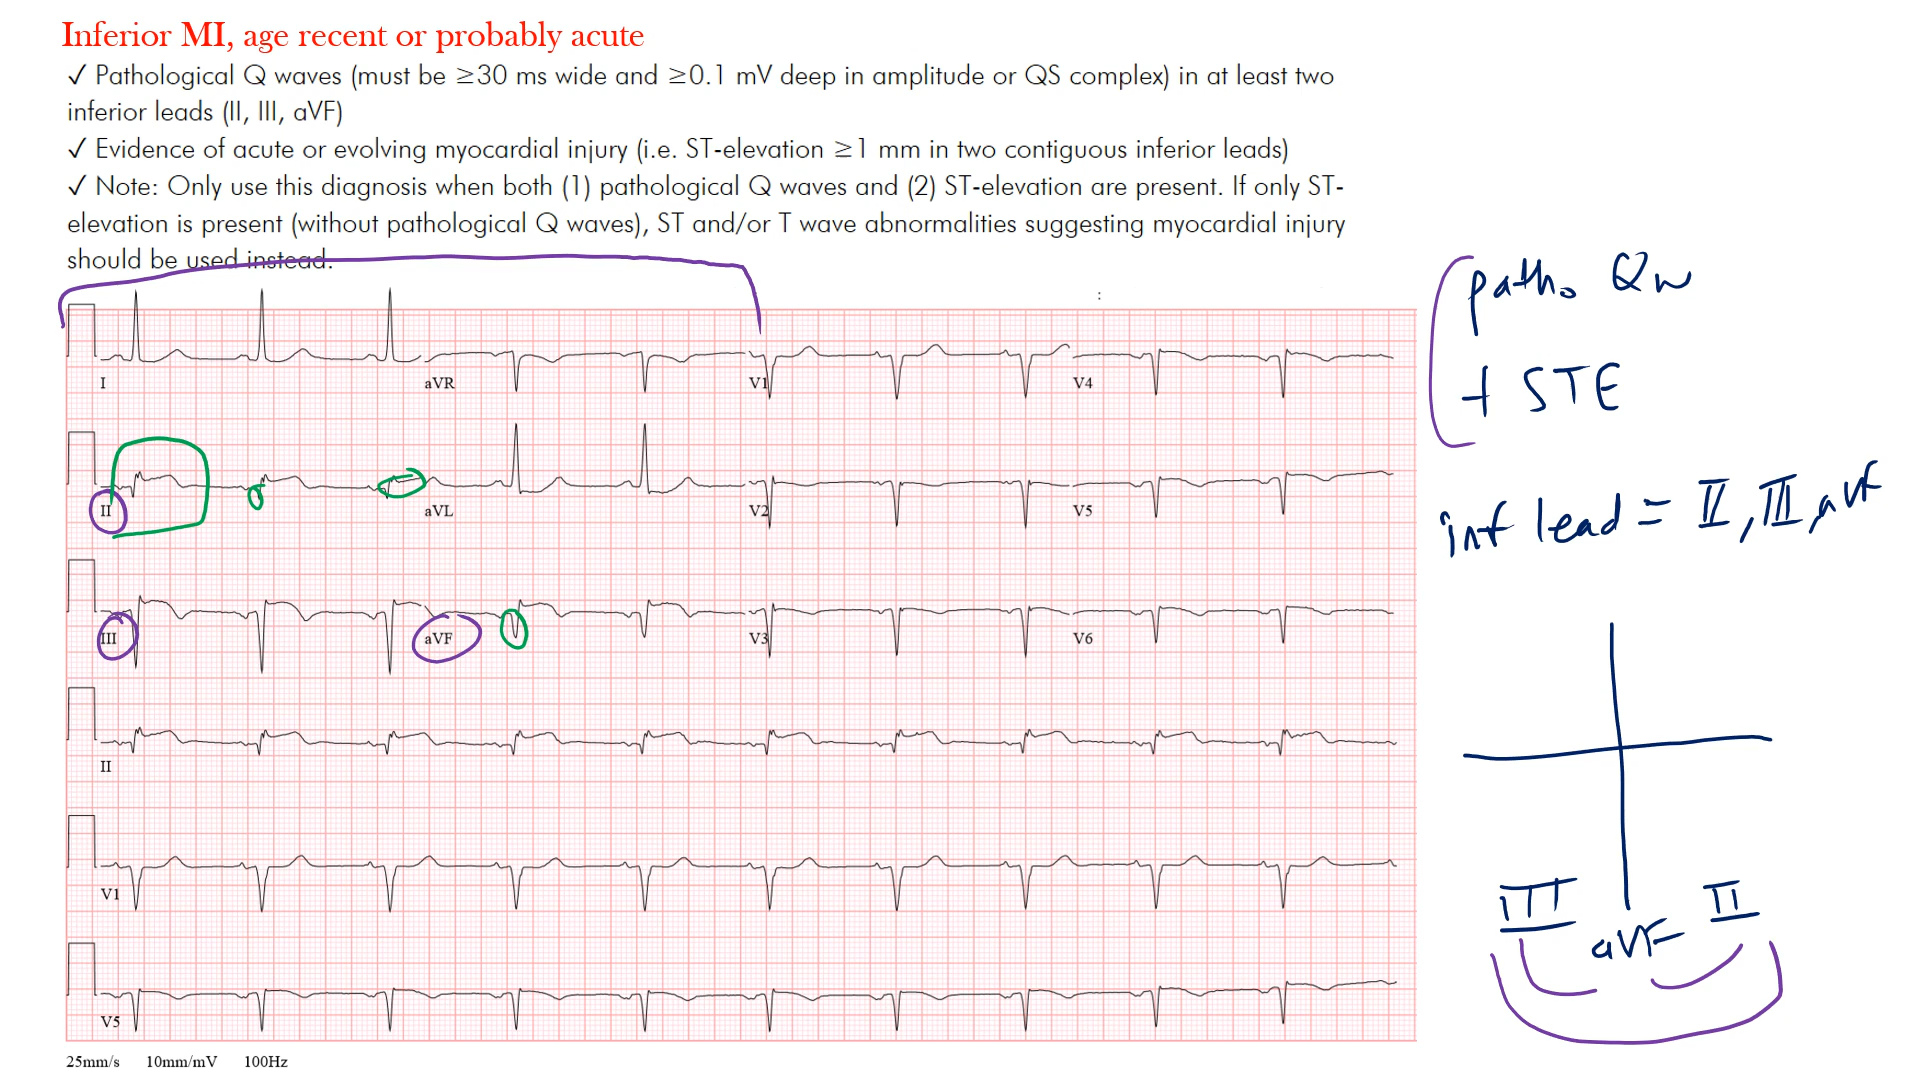 Inferior MI, age recent or probably acute
✓ Pathological Q waves (must be ≥30 ms wide and ≥0.1 mV deep in amplitude or QS complex) in at least two
inferior leads (II, III, aVF)
✓ Evidence of acute or evolving myocardial injury (i.e. ST-elevation ≥1 mm in two contiguous inferior leads)
✓ Note: Only use this diagnosis when both (1) pathological Q waves and (2) ST-elevation are present. If only ST-
elevation is present (without pathological Q waves), ST and/or T wave abnormalities suggesting myocardial injury
should be used instead.
path. Qw
+ STE
inf lead = II, III, aVF
I aVR V1 V4
II aVL V2 V5
III aVF V3 V6
II
V1
V5
III aVF II
25mm/s 10mm/mV 100Hz